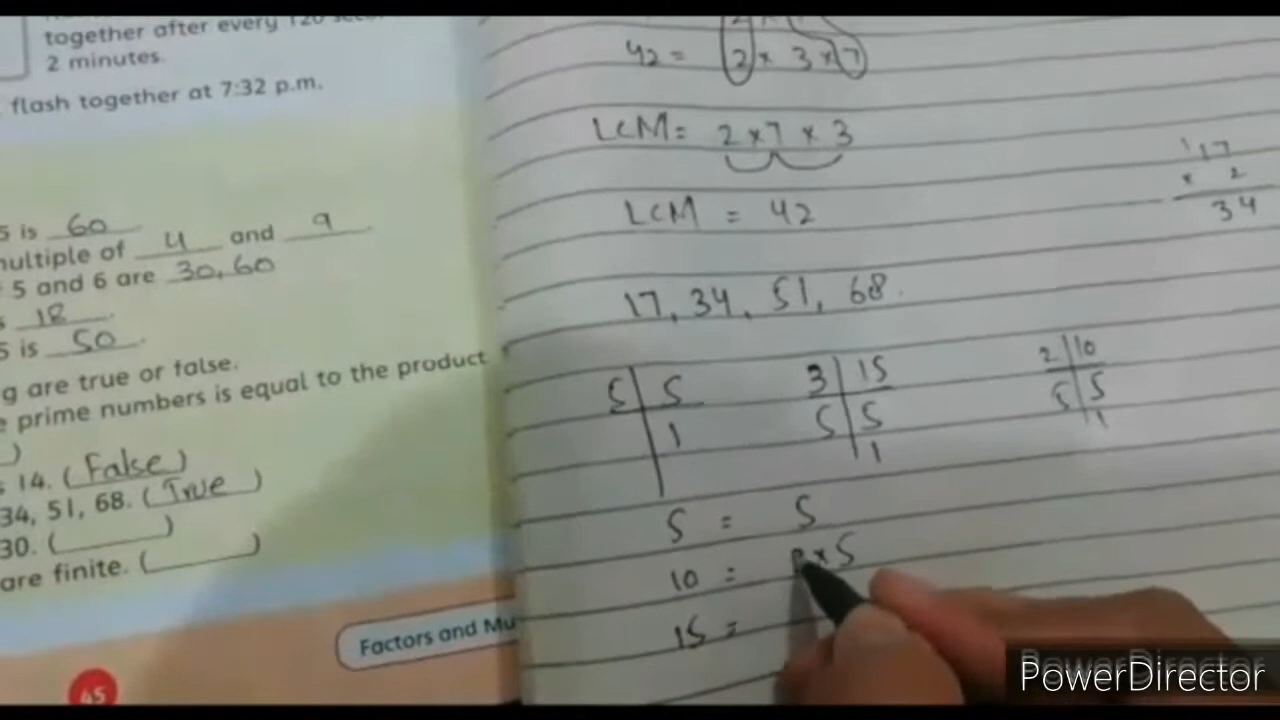 together after every 120
2 minutes.
flash together at 7:32 p.m.
5 is 60
multiple of 4 and 9
5 and 6 are 30, 60
18
5 is 50.
g are true or false.
prime numbers is equal to the product
)
14. (False)
34, 51, 68. (True)
30. ( )
are finite. ( )
Factors and Mu
45
42 = 2 × 3 × 7
LCM = 2 × 7 × 3
LCM = 42
1 17
× 2
34
17, 34, 51, 68.
5 | 5 3 | 15 2 | 10
1 5 | 5 5 | 5
1 1
5 = 5
10 = × 5
15 =
PowerDirector